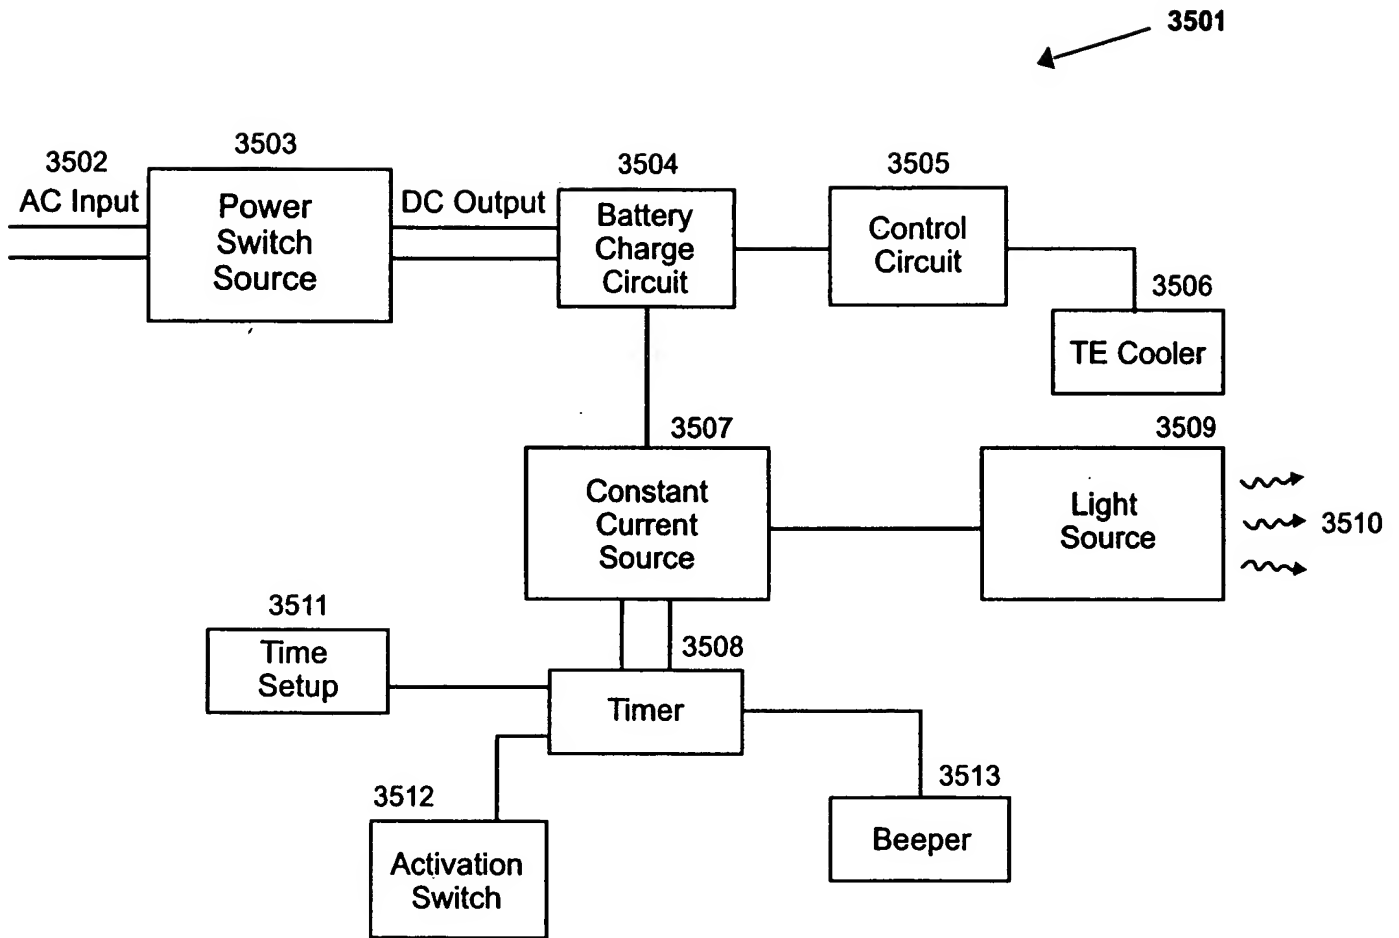 3501
3502
AC Input
3503
Power
Switch
Source
DC Output
3504
Battery
Charge
Circuit
3505
Control
Circuit
3506
TE Cooler
3507
Constant
Current
Source
3509
Light
Source
3510
3511
Time
Setup
3508
Timer
3512
Activation
Switch
3513
Beeper